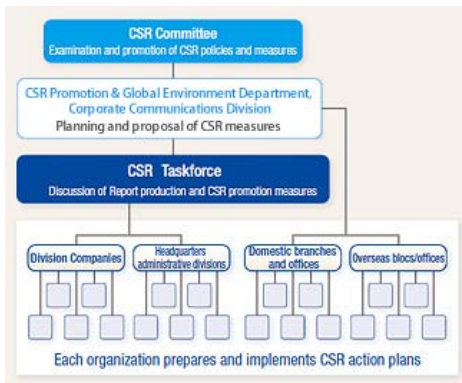 CSR Committee
Examination and promotion of CSR policies and measures
CSR Promotion & Global Environment Department,
Corporate Communications Division
Planning and proposal of CSR measures
CSR Taskforce
Discussion of Report production and CSR promotion measures
Division Companies
Headquarters
administrative divisions
Domestic branches
and offices
Overseas blocs/offices
Each organization prepares and implements CSR action plans